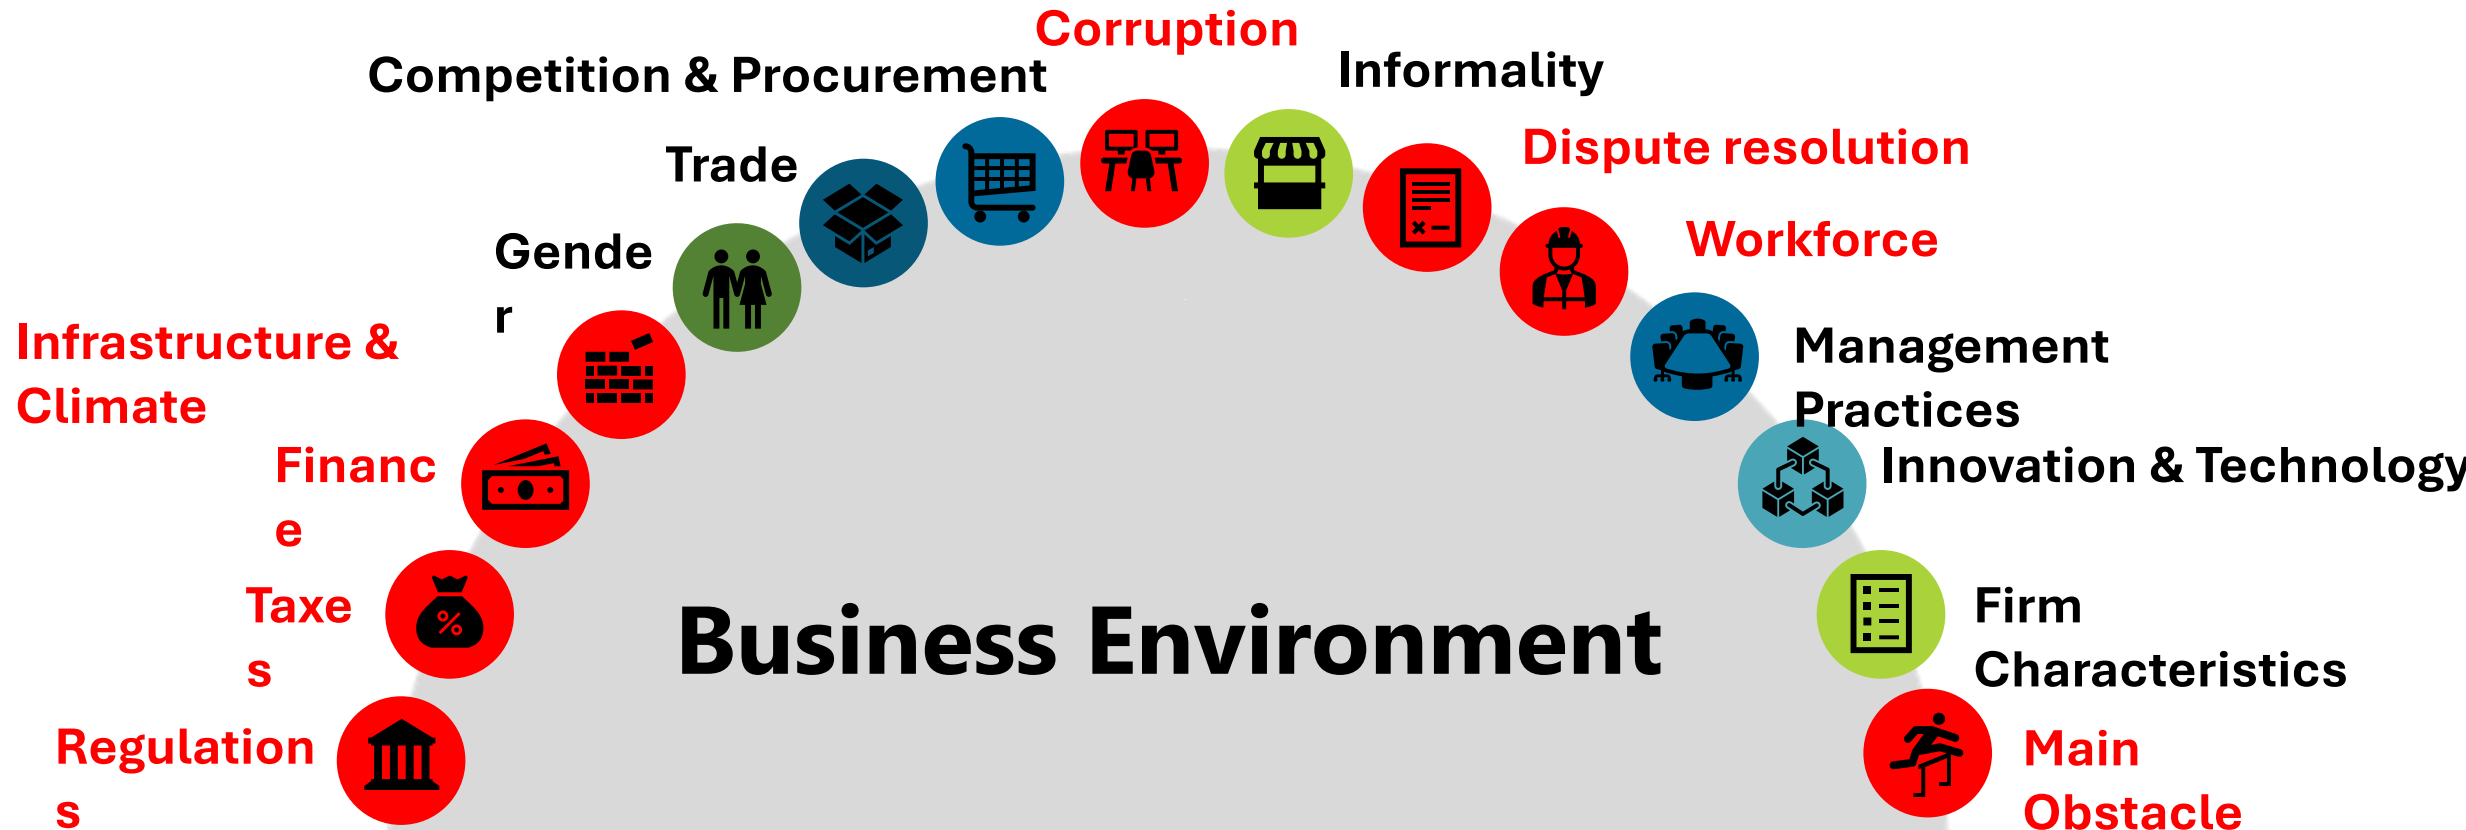 Corruption
Competition & Procurement
Informality
Trade
Dispute resolution
Gende
r
Workforce
Infrastructure &
Climate
Management
Practices
Financ
e
Innovation & Technology
Taxe
s
Firm
Characteristics
Business Environment
Regulation
s
Main
Obstacle
%